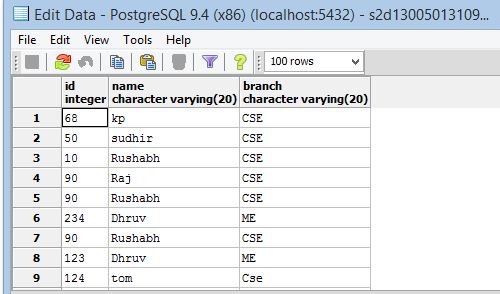 Edit Data - PostgreSQL 9.4 (x86) (localhost:5432) - s2d13005013109...
File Edit View Tools Help
100 rows
id name branch
integer character varying(20) character varying(20)
1 68 kp CSE
2 50 sudhir CSE
3 10 Rushabh CSE
4 90 Raj CSE
5 90 Rushabh CSE
6 234 Dhruv ME
7 90 Rushabh CSE
8 123 Dhruv ME
9 124 tom Cse